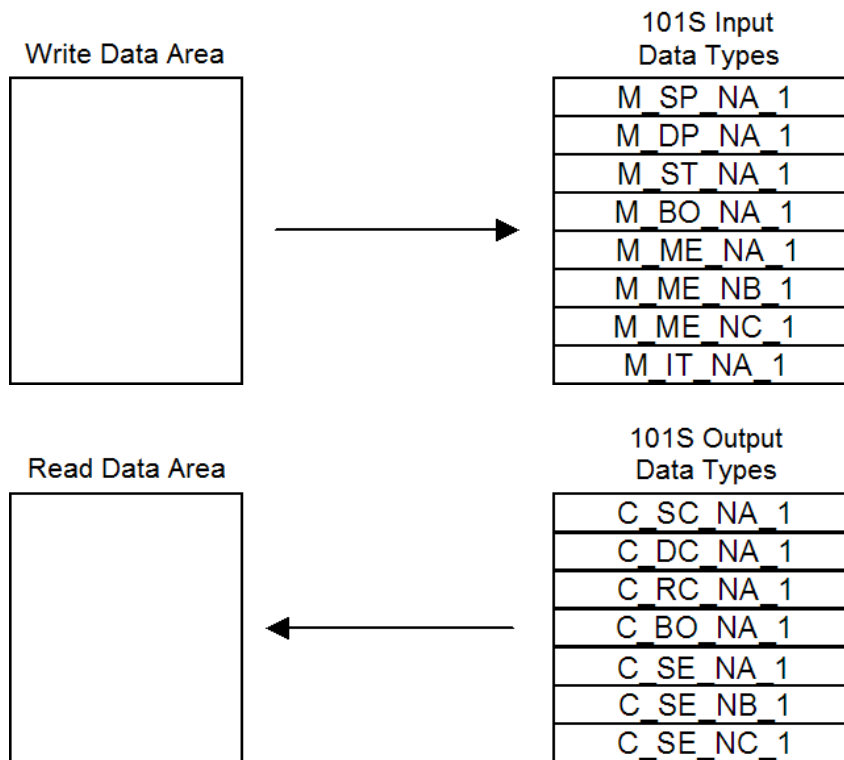 101S Input
Write Data Area
Data Types
M_SP_NA_1
M_DP_NA_1
M_ST_NA_1
M_BO_NA_1
M_ME_NA_1
M_ME_NB_1
M_ME_NC_1
M_IT_NA_1
101S Output
Read Data Area
Data Types
C_SC_NA_1
C_DC_NA_1
C_RC_NA_1
C_BO_NA_1
C_SE_NA_1
C_SE_NB_1
C_SE_NC_1